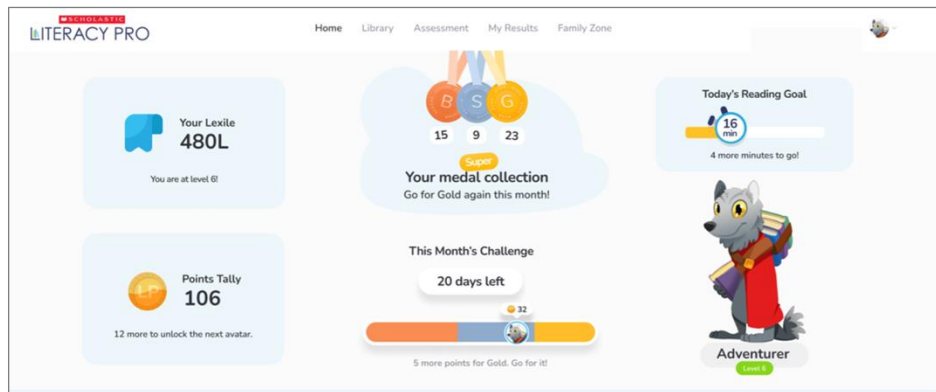 SCHOLASTIC
LITERACY PRO
Home Library Assessment My Results Family Zone
Your Lexile
480L
You are at level 6!
Points Tally
LP
106
12 more to unlock the next avatar.
B S G
15 9 23
Super
Your medal collection
Go for Gold again this month!
This Month's Challenge
20 days left
32
5 more points for Gold. Go for it!
Today's Reading Goal
16
min
4 more minutes to go!
Adventurer
Level 6